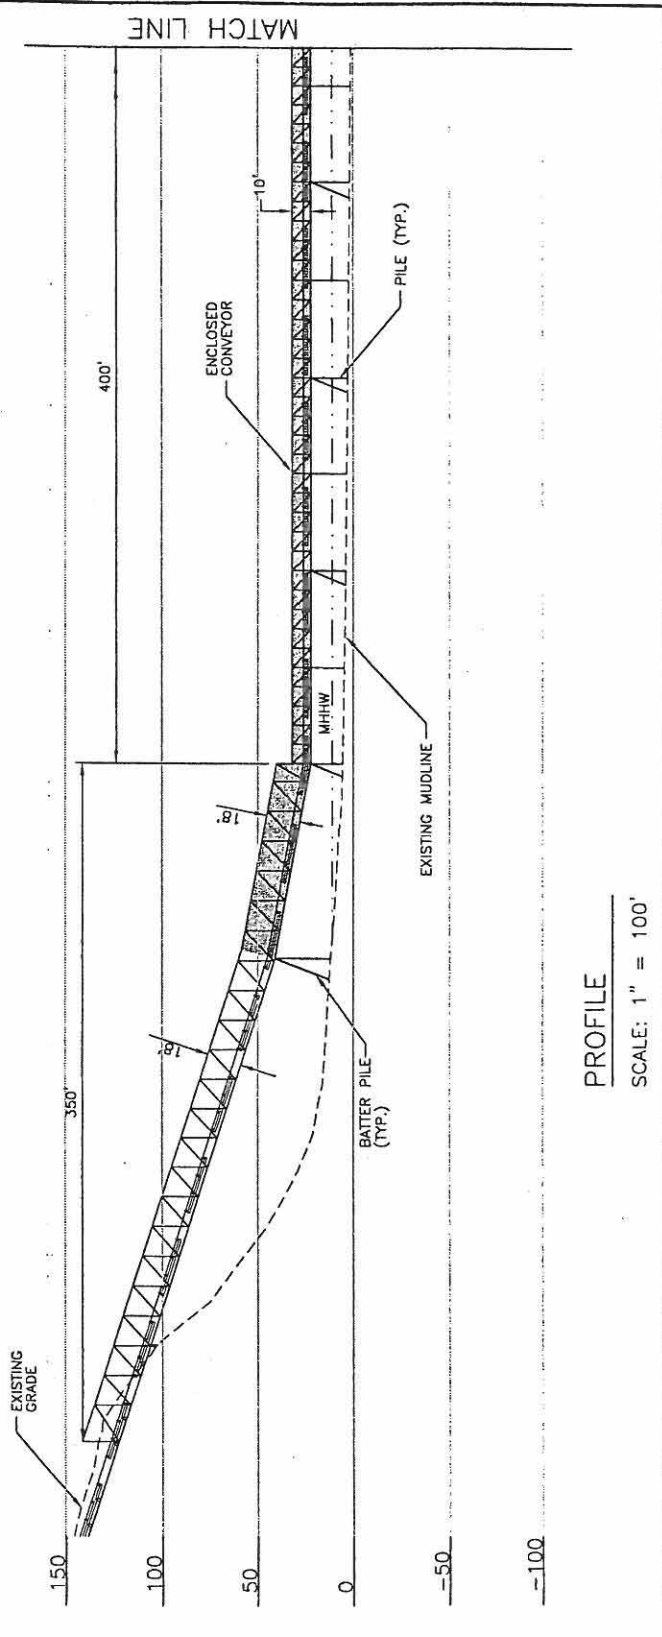 MATCH LINE
400'
10'
ENCLOSED
CONVEYOR
PILE (TYP.)
MHHW
EXISTING MUDLINE
18'
350'
18'
BATTER PILE
(TYP.)
EXISTING
GRADE
150
100
50
0
-50
-100
PROFILE
SCALE: 1" = 100'